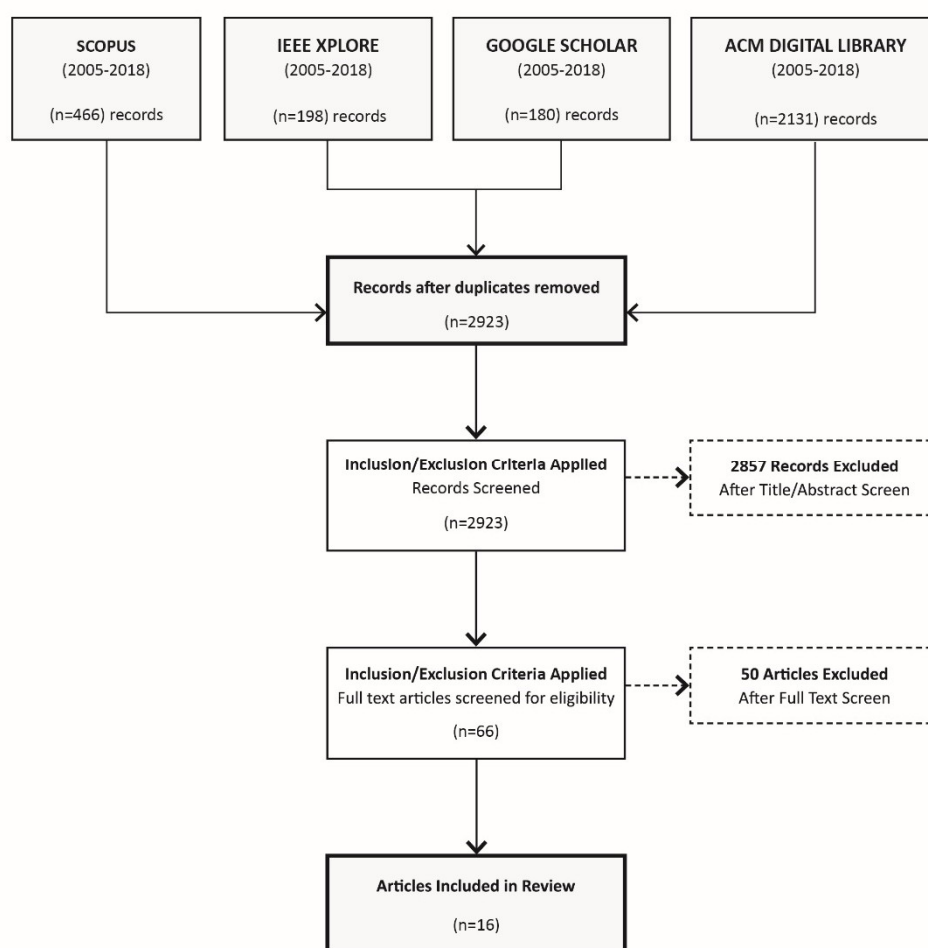 SCOPUS
(2005-2018)
(n=466) records
IEEE XPLORE
(2005-2018)
(n=198) records
GOOGLE SCHOLAR
(2005-2018)
(n=180) records
ACM DIGITAL LIBRARY
(2005-2018)
(n=2131) records
Records after duplicates removed
(n=2923)
Inclusion/Exclusion Criteria Applied
Records Screened
(n=2923)
2857 Records Excluded
After Title/Abstract Screen
Inclusion/Exclusion Criteria Applied
Full text articles screened for eligibility
(n=66)
50 Articles Excluded
After Full Text Screen
Articles Included in Review
(n=16)